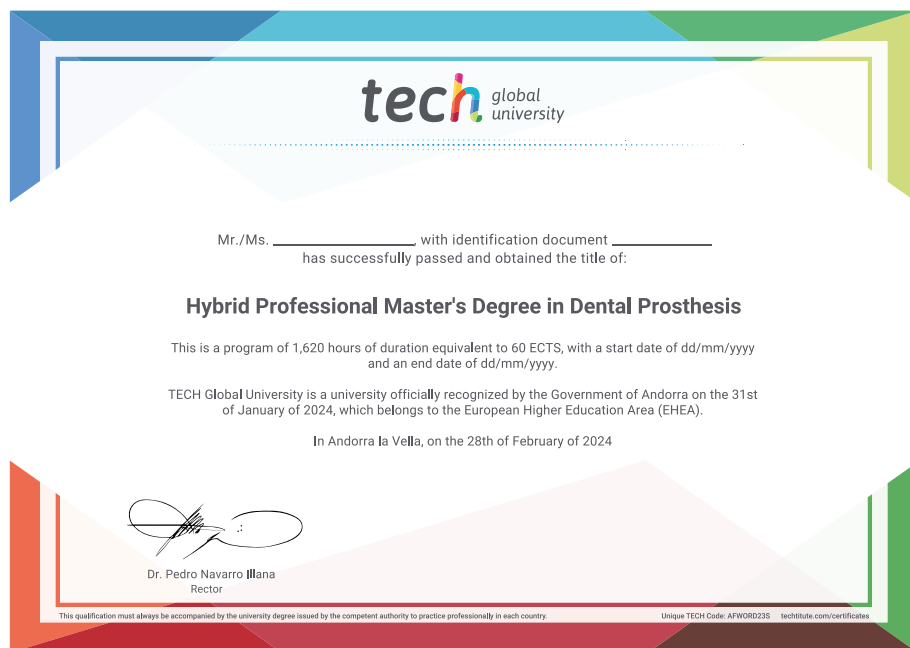 tech global
university
Mr./Ms. ________________, with identification document ____________
has successfully passed and obtained the title of:
Hybrid Professional Master's Degree in Dental Prosthesis
This is a program of 1,620 hours of duration equivalent to 60 ECTS, with a start date of dd/mm/yyyy
and an end date of dd/mm/yyyy.
TECH Global University is a university officially recognized by the Government of Andorra on the 31st
of January of 2024, which belongs to the European Higher Education Area (EHEA).
In Andorra la Vella, on the 28th of February of 2024
Dr. Pedro Navarro Illana
Rector
This qualification must always be accompanied by the university degree issued by the competent authority to practice professionally in each country.
Unique TECH Code: AFWORD23S techtitute.com/certificates